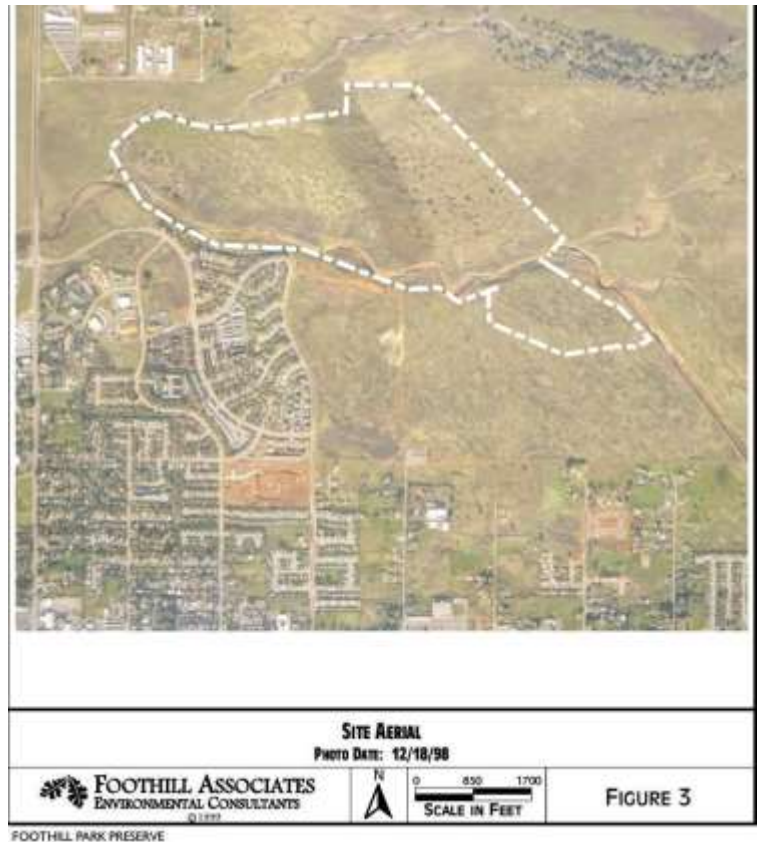 SITE AERIAL
PHOTO DATE: 12/18/98
FOOTHILL ASSOCIATES
ENVIRONMENTAL CONSULTANTS
© 1999
N
0 850 1700
SCALE IN FEET
FIGURE 3
FOOTHILL PARK PRESERVE